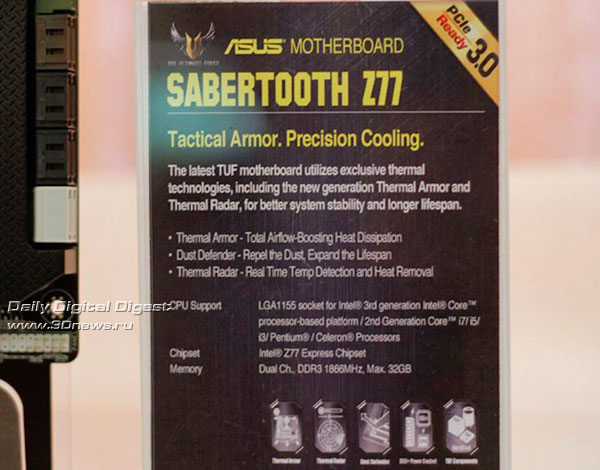 THE ULTIMATE FORCE
ASUS MOTHERBOARD
PCIe 3.0
Ready
SABERTOOTH Z77
Tactical Armor. Precision Cooling.
The latest TUF motherboard utilizes exclusive thermal
technologies, including the new generation Thermal Armor and
Thermal Radar, for better system stability and longer lifespan.
• Thermal Armor - Total Airflow-Boosting Heat Dissipation
• Dust Defender - Repel the Dust, Expand the Lifespan
• Thermal Radar - Real Time Temp Detection and Heat Removal
CPU Support LGA1155 socket for Intel® 3rd generation Intel® Core™
processor-based platform / 2nd Generation Core™ i7/ i5/
i3/ Pentium® / Celeron® Processors
Chipset Intel® Z77 Express Chipset
Memory Dual Ch., DDR3 1866MHz, Max. 32GB
Thermal Armor Thermal Radar Dust Defender DIGI+ Power Control TUF Components
Daily Digital Digest
www.3Dnews.ru